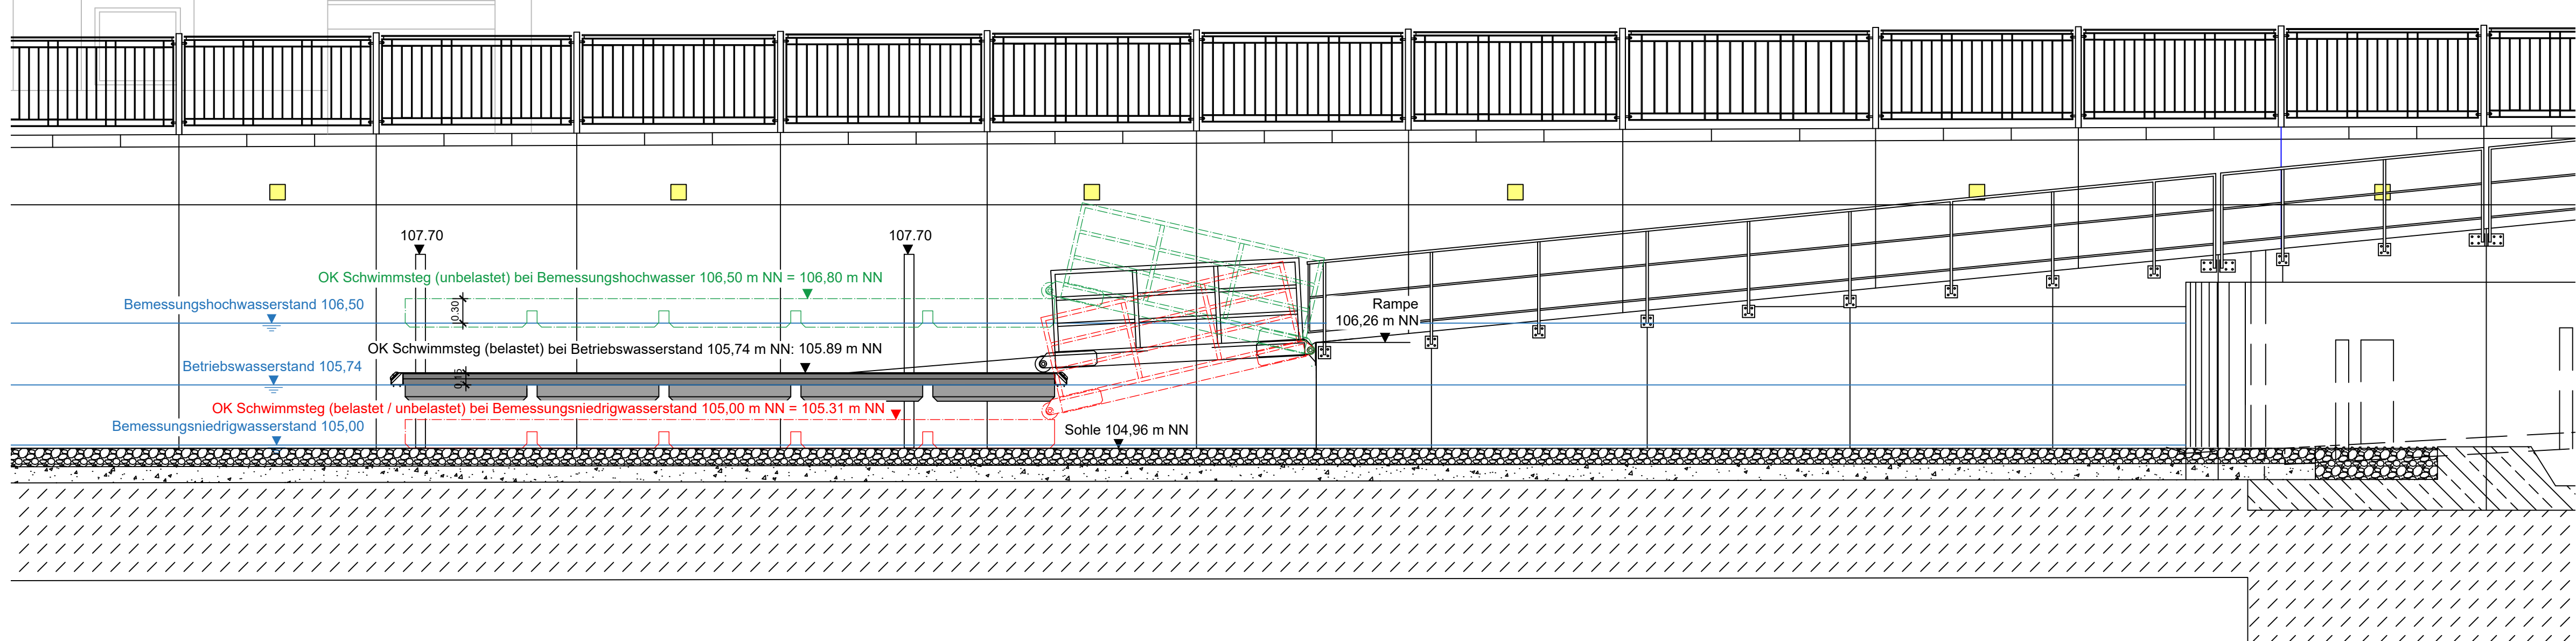 107.70
107.70
OK Schwimmsteg (unbelastet) bei Bemessungshochwasser 106,50 m NN = 106,80 m NN
Bemessungshochwasserstand 106,50
0.30
Rampe
106,26 m NN
OK Schwimmsteg (belastet) bei Betriebswasserstand 105,74 m NN: 105.89 m NN
Betriebswasserstand 105,74
0.15
OK Schwimmsteg (belastet / unbelastet) bei Bemessungsniedrigwasserstand 105,00 m NN = 105.31 m NN
Bemessungsniedrigwasserstand 105,00
Sohle 104,96 m NN